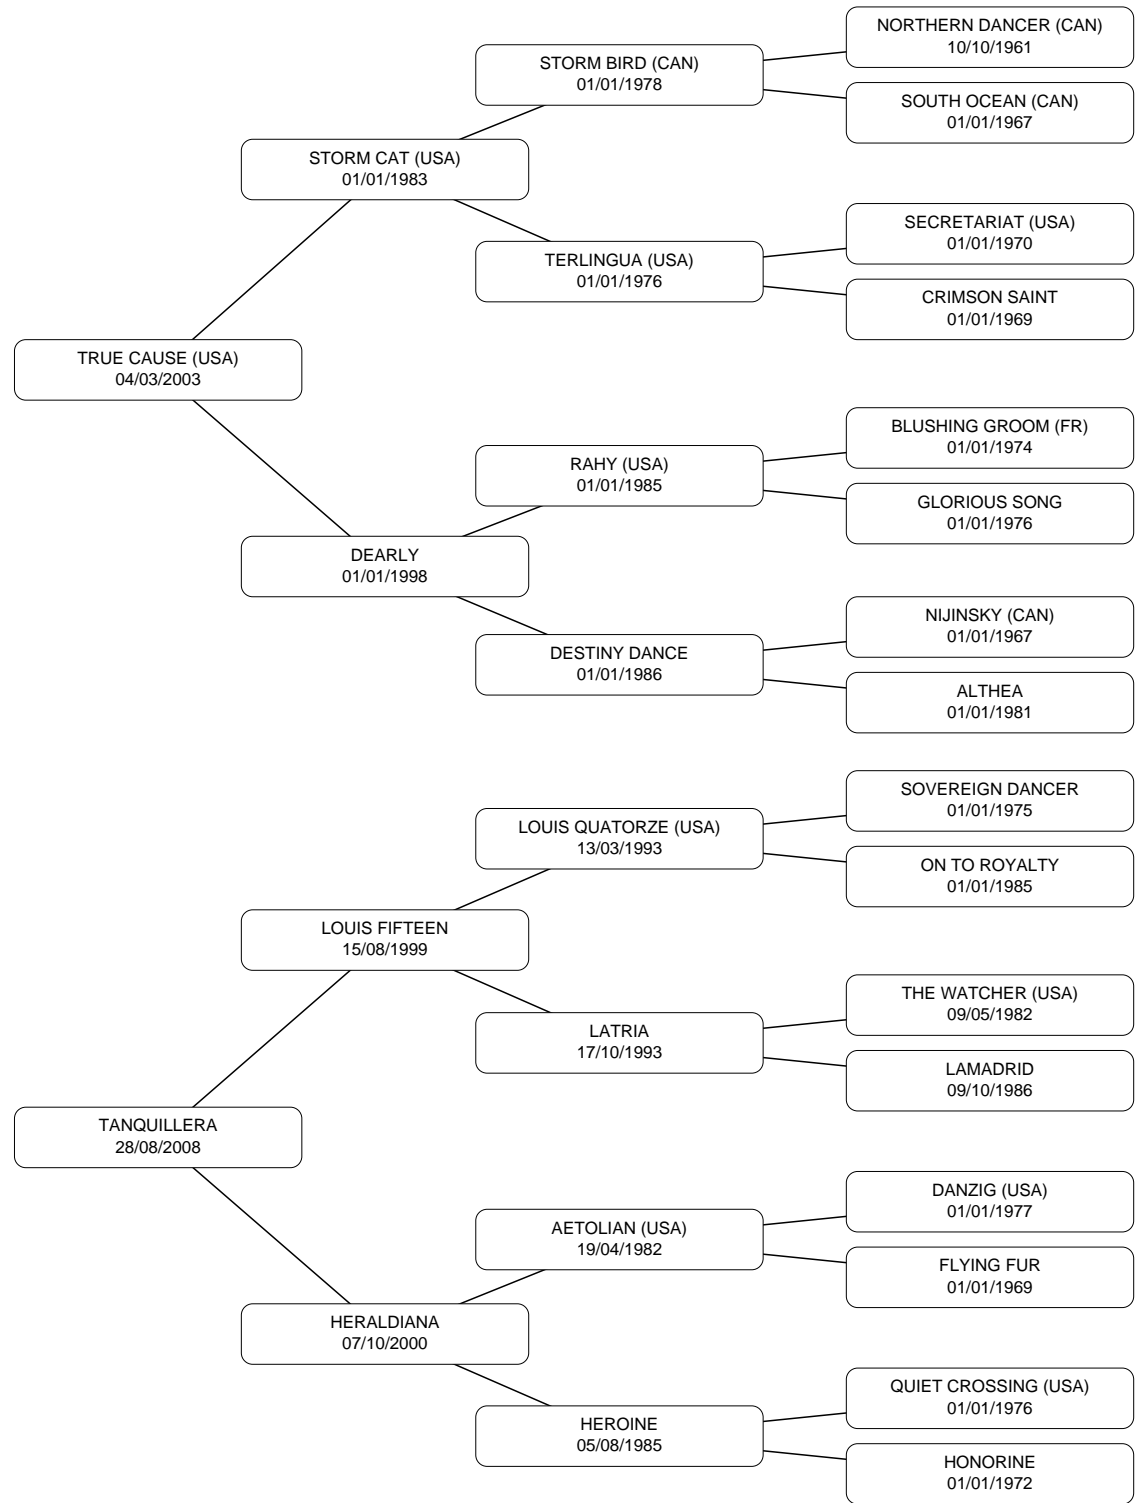 NORTHERN DANCER (CAN)
10/10/1961
STORM BIRD (CAN)
01/01/1978
SOUTH OCEAN (CAN)
01/01/1967
STORM CAT (USA)
01/01/1983
SECRETARIAT (USA)
01/01/1970
TERLINGUA (USA)
01/01/1976
CRIMSON SAINT
01/01/1969
TRUE CAUSE (USA)
04/03/2003
BLUSHING GROOM (FR)
01/01/1974
RAHY (USA)
01/01/1985
GLORIOUS SONG
01/01/1976
DEARLY
01/01/1998
NIJINSKY (CAN)
01/01/1967
DESTINY DANCE
01/01/1986
ALTHEA
01/01/1981
SOVEREIGN DANCER
01/01/1975
LOUIS QUATORZE (USA)
13/03/1993
ON TO ROYALTY
01/01/1985
LOUIS FIFTEEN
15/08/1999
THE WATCHER (USA)
09/05/1982
LATRIA
17/10/1993
LAMADRID
09/10/1986
TANQUILLERA
28/08/2008
DANZIG (USA)
01/01/1977
AETOLIAN (USA)
19/04/1982
FLYING FUR
01/01/1969
HERALDIANA
07/10/2000
QUIET CROSSING (USA)
01/01/1976
HEROINE
05/08/1985
HONORINE
01/01/1972